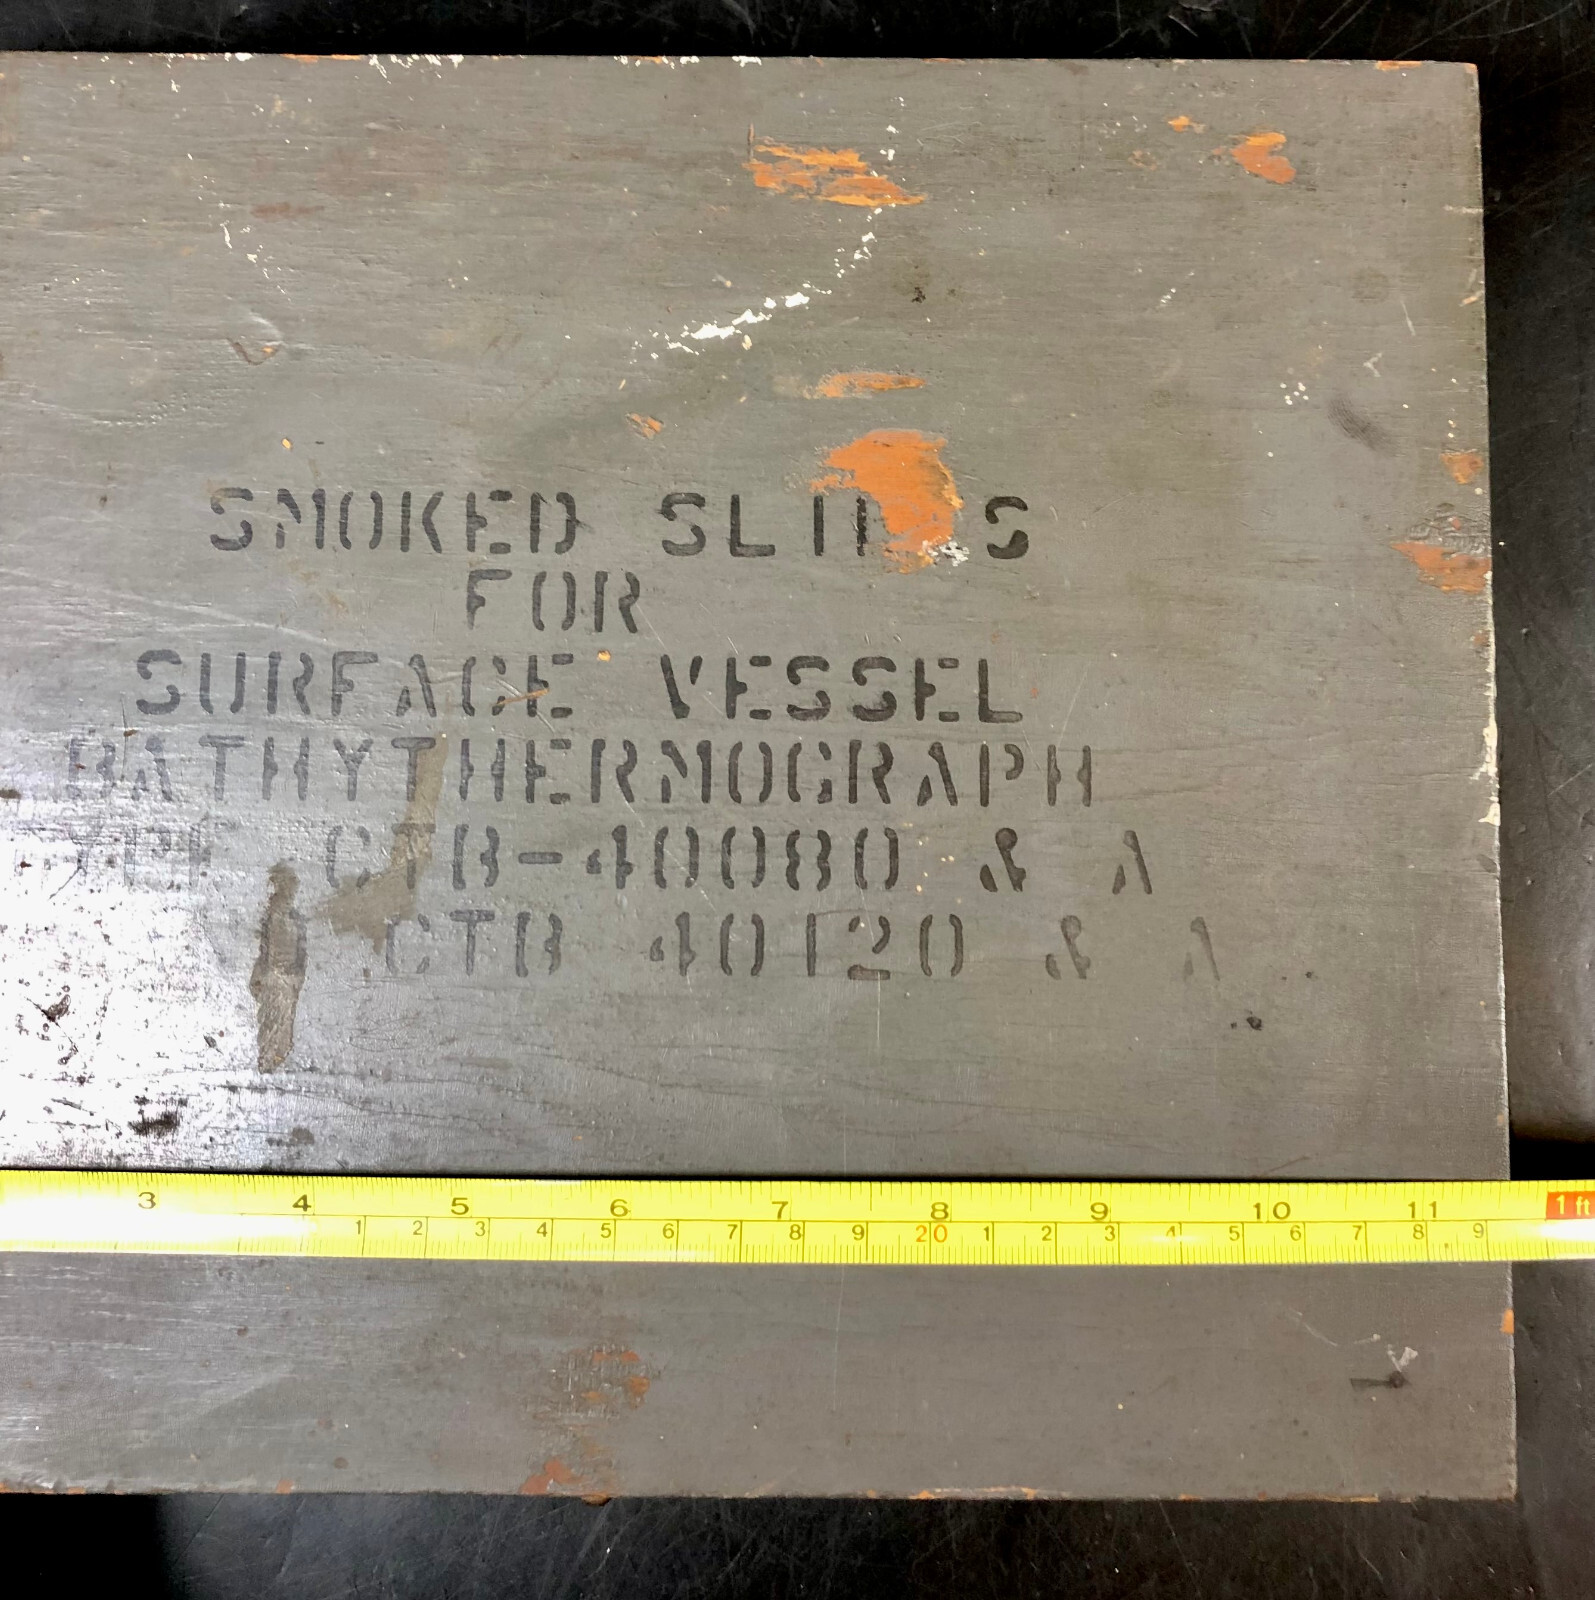 SMOKED
FOR
SURFACE VESSEL
BATHYTHERMOGRAPH
CTB-40080 & A
CTB 40120 & A
3 4 5 6 7 8 9 10 11 1 ft
1 2 3 4 5 6 7 8 9 20 1 2 3 4 5 6 7 8 9